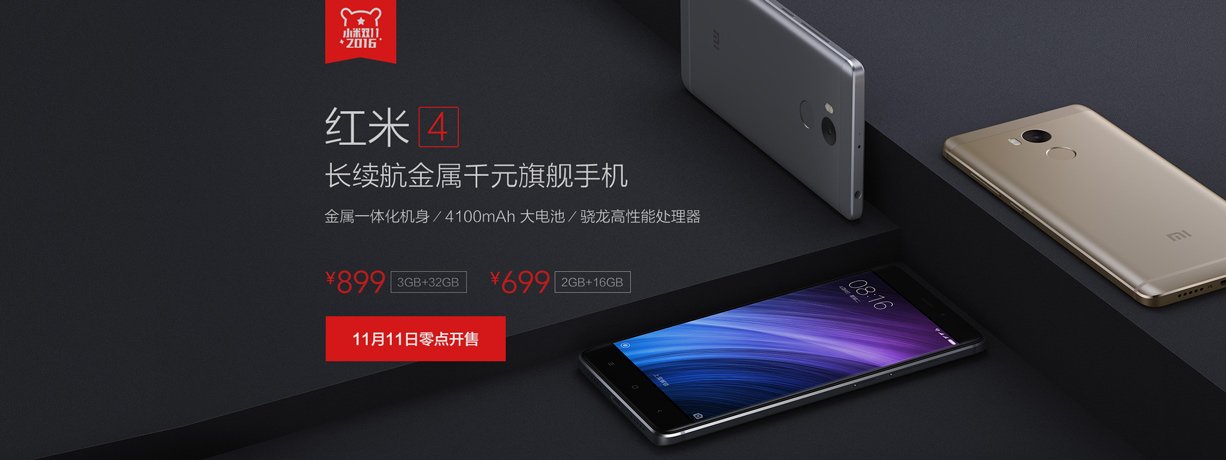 小米双11
2016
红米 4
长续航金属千元旗舰手机
金属一体化机身 / 4100mAh 大电池 / 骁龙高性能处理器
¥899 3GB+32GB ¥699 2GB+16GB
11月11日零点开售
MI
MI
08:16